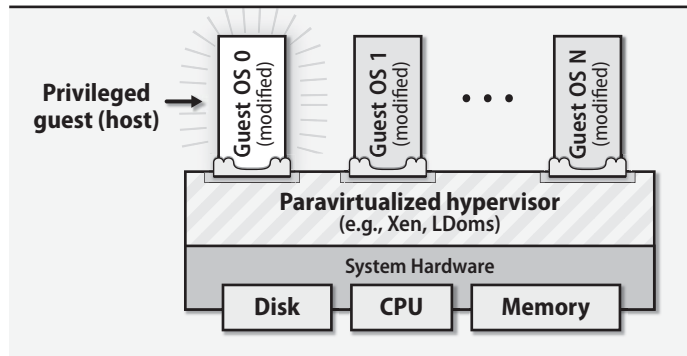 Privileged
guest (host)
Guest OS 0
(modified)
Guest OS 1
(modified)
• • •
Guest OS N
(modified)
Paravirtualized hypervisor
(e.g., Xen, LDoms)
System Hardware
Disk
CPU
Memory